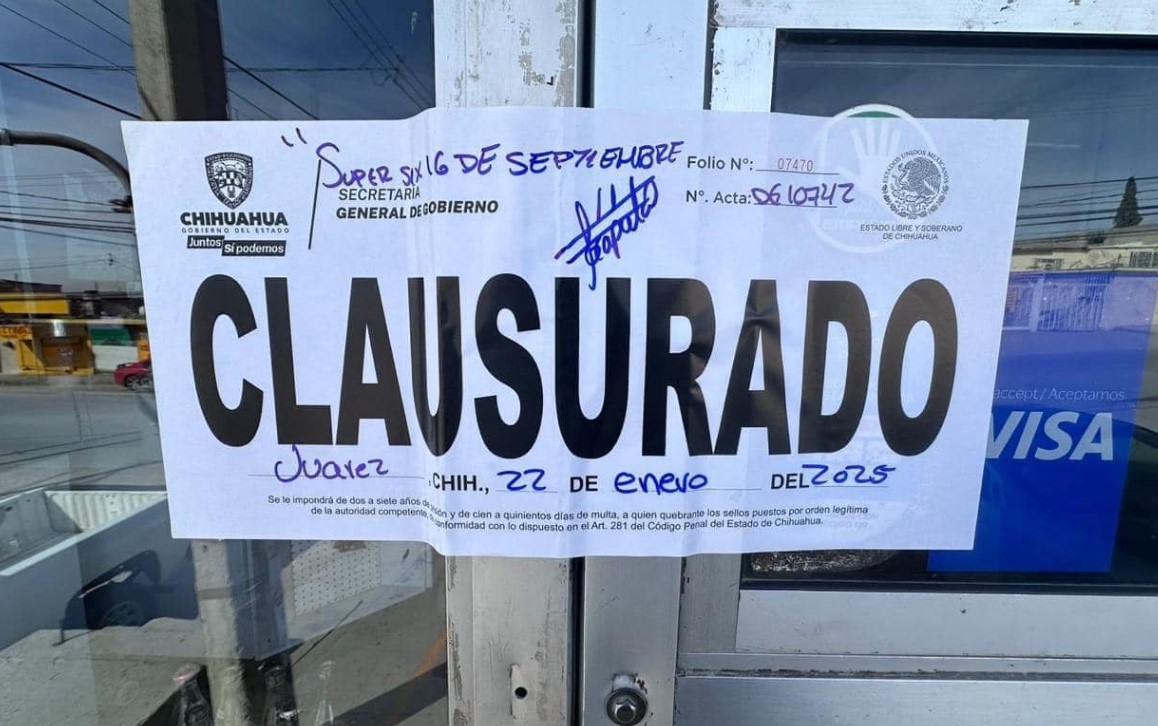 "Super six 16 DE SEPTIEMBRE
CHIHUAHUA
GOBIERNO DEL ESTADO
Juntos Sí podemos
SECRETARÍA
GENERAL DE GOBIERNO
Folio Nº: 07470
Nº. Acta: DG10742
ESTADOS UNIDOS MEXICANOS
ESTADO LIBRE Y SOBERANO
DE CHIHUAHUA
CLAUSURADO
Juarez, CHIH., 22 DE enero DEL 2025
Se le impondrá de dos a siete años de prisión y de cien a quinientos días de multa, a quien quebrante los sellos puestos por orden legítima
de la autoridad competente, conformidad con lo dispuesto en el Art. 281 del Código Penal del Estado de Chihuahua.
accept / Aceptamos
VISA